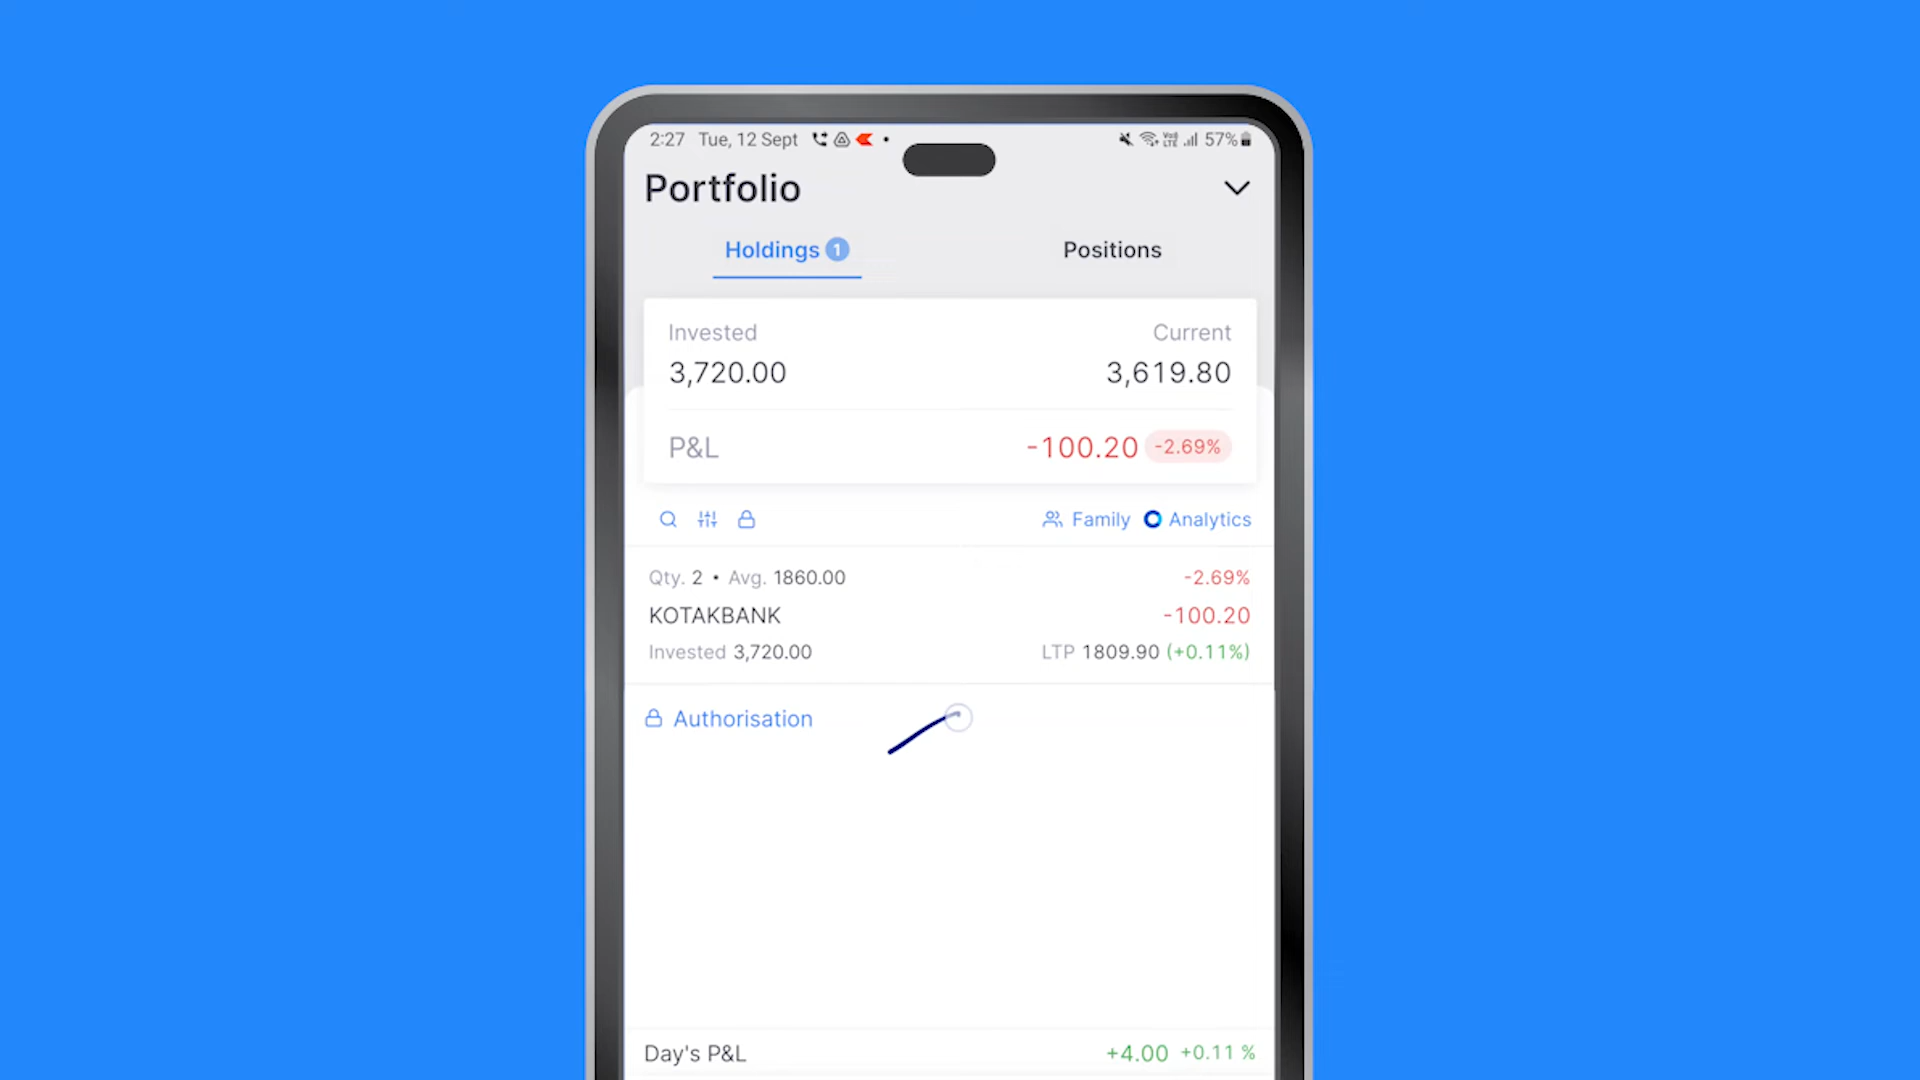 2:27 Tue, 12 Sept 57%
Portfolio
Holdings 1 Positions
Invested Current
3,720.00 3,619.80
P&L -100.20 -2.69%
Family Analytics
Qty. 2 • Avg. 1860.00 -2.69%
KOTAKBANK -100.20
Invested 3,720.00 LTP 1809.90 (+0.11%)
Authorisation
Day's P&L +4.00 +0.11 %